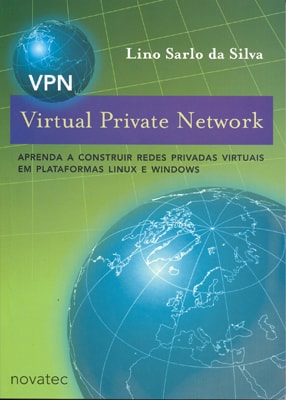 Lino Sarlo da Silva
VPN
Virtual Private Network
APRENDA A CONSTRUIR REDES PRIVADAS VIRTUAIS
EM PLATAFORMAS LINUX E WINDOWS
novatec